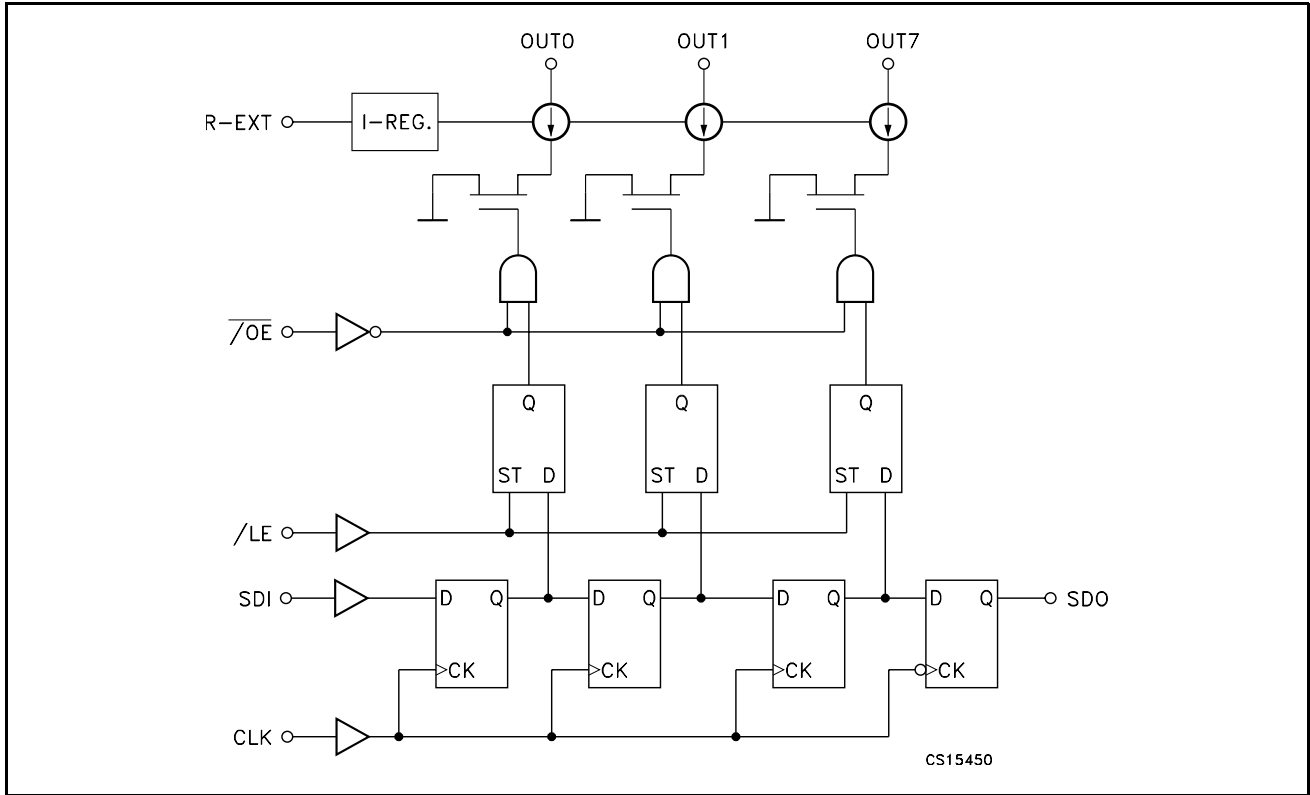 OUT0 OUT1 OUT7
R-EXT I-REG.
/OE
Q Q Q
ST D ST D ST D
/LE
SDI D Q D Q D Q D Q SDO
CK CK CK CK
CLK
CS15450